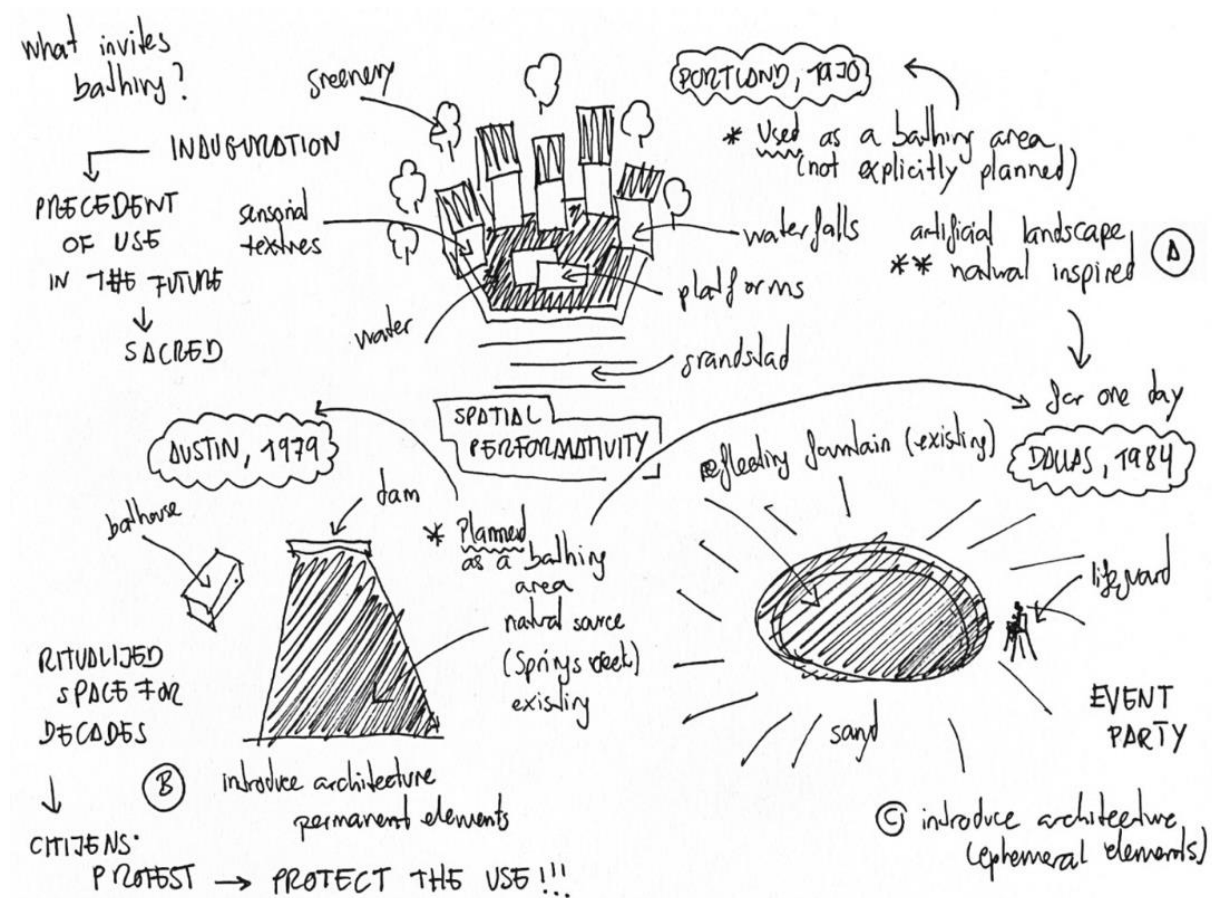 what invites
bathing?
INAUGURATION
PRECEDENT
OF USE
IN THE FUTURE
SACRED
greenery
sensorial
textures
water
waterfalls
platforms
grandstad
PORTLAND, 1970
* Used as a bathing area
(not explicitly planned)
artificial landscape
** natural inspired
A
SPATIAL
PERFORMATIVITY
AUSTIN, 1979
bathouse
dam
* Planned
as a bathing
area
natural source
(Springs creek)
existing
RITUALIZED
SPACE FOR
DECADES
B
introduce architecture
permanent elements
CITIZENS'
PROTEST → PROTECT THE USE!!!
for one day
DALLAS, 1984
reflecting fountain (existing)
lifeguard
sand
EVENT
PARTY
C introduce architecture
(ephemeral elements)